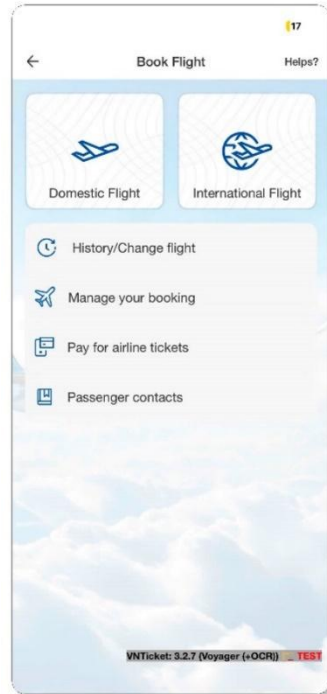 17
Book Flight Helps?
Domestic Flight International Flight
History/Change flight
Manage your booking
Pay for airline tickets
Passenger contacts
VNTicket: 3.2.7 (Voyager (+OCR)) _ TEST